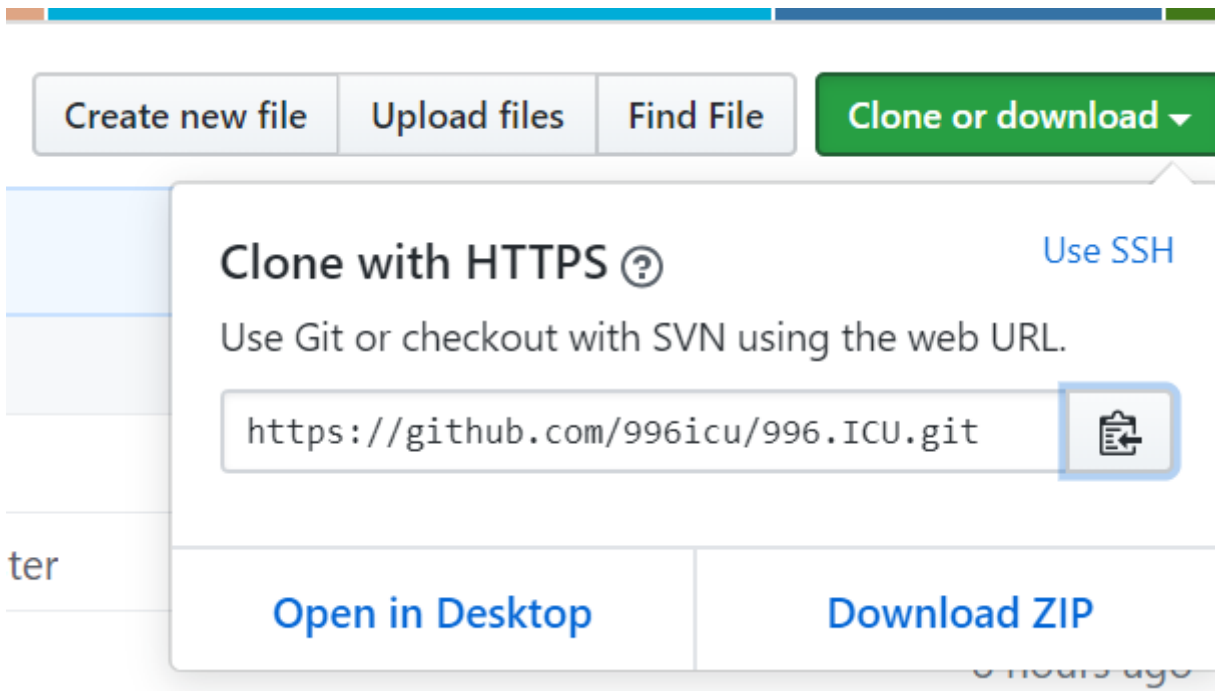 Create new file Upload files Find File Clone or download
Clone with HTTPS Use SSH
Use Git or checkout with SVN using the web URL.
https://github.com/996icu/996.ICU.git
ter
Open in Desktop Download ZIP
hours ago